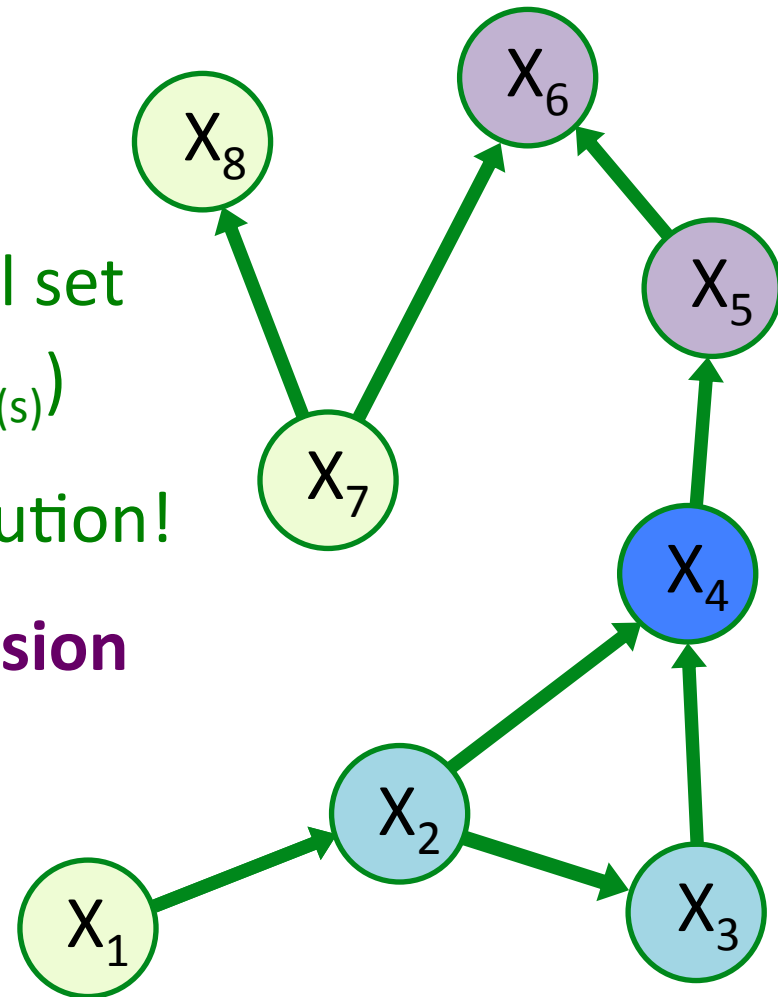 X₆
X₈
l set
X₅
₍ₛ₎)
X₇
ution!
X₄
sion
X₂
X₃
X₁